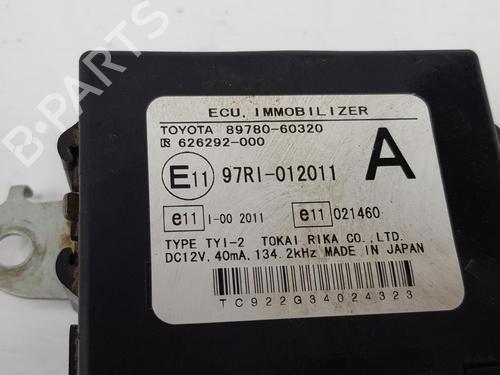 ECU, IMMOBILIZER
TOYOTA 89780-60320
626292-000
E11 97RI-012011 A
e11 I-00 2011 e11 021460
TYPE TYI-2 TOKAI RIKA CO., LTD.
DC12V, 40mA, 134.2kHz MADE IN JAPAN
TC922G34024323
B-PARTS